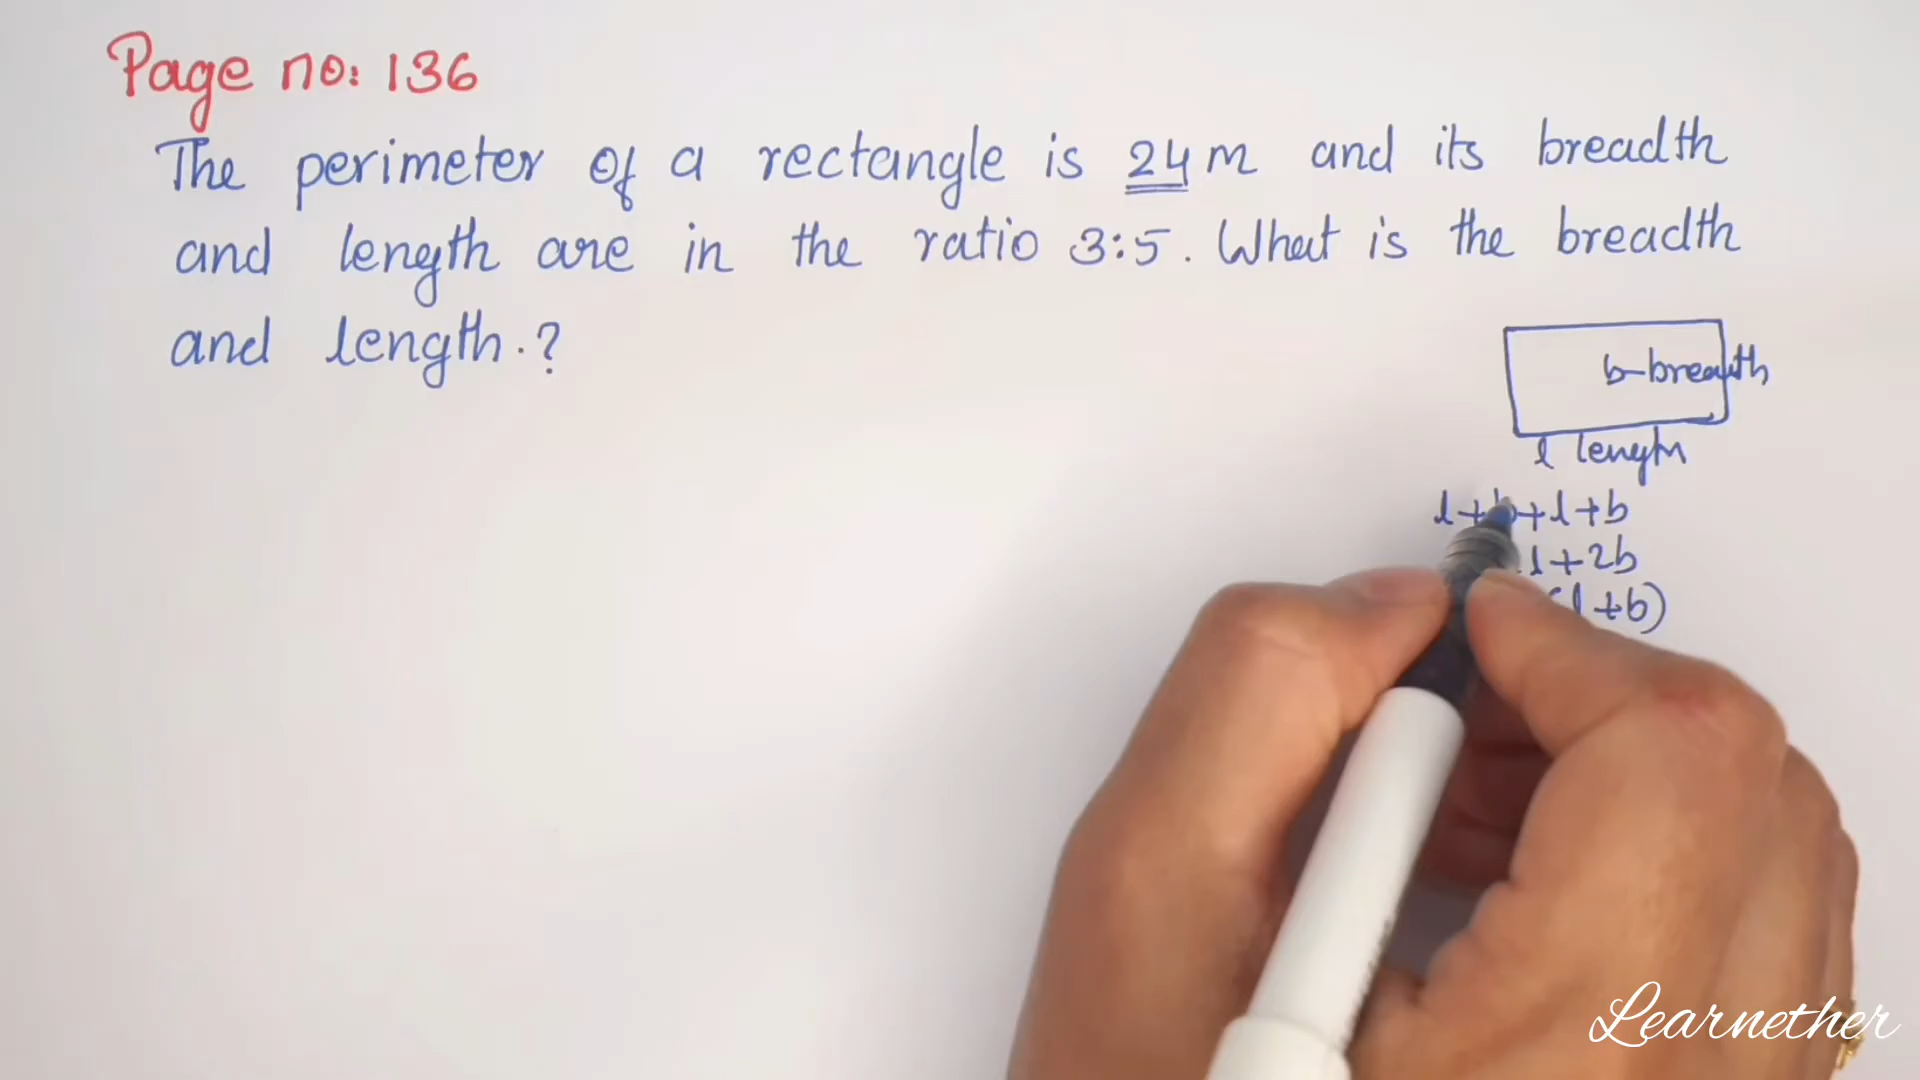 Page no: 136
The perimeter of a rectangle is 24 m and its breadth
and length are in the ratio 3:5. What is the breadth
and length.?
b-breadth
l length
l+b+l+b
l+2b
(l+b)
Learnether